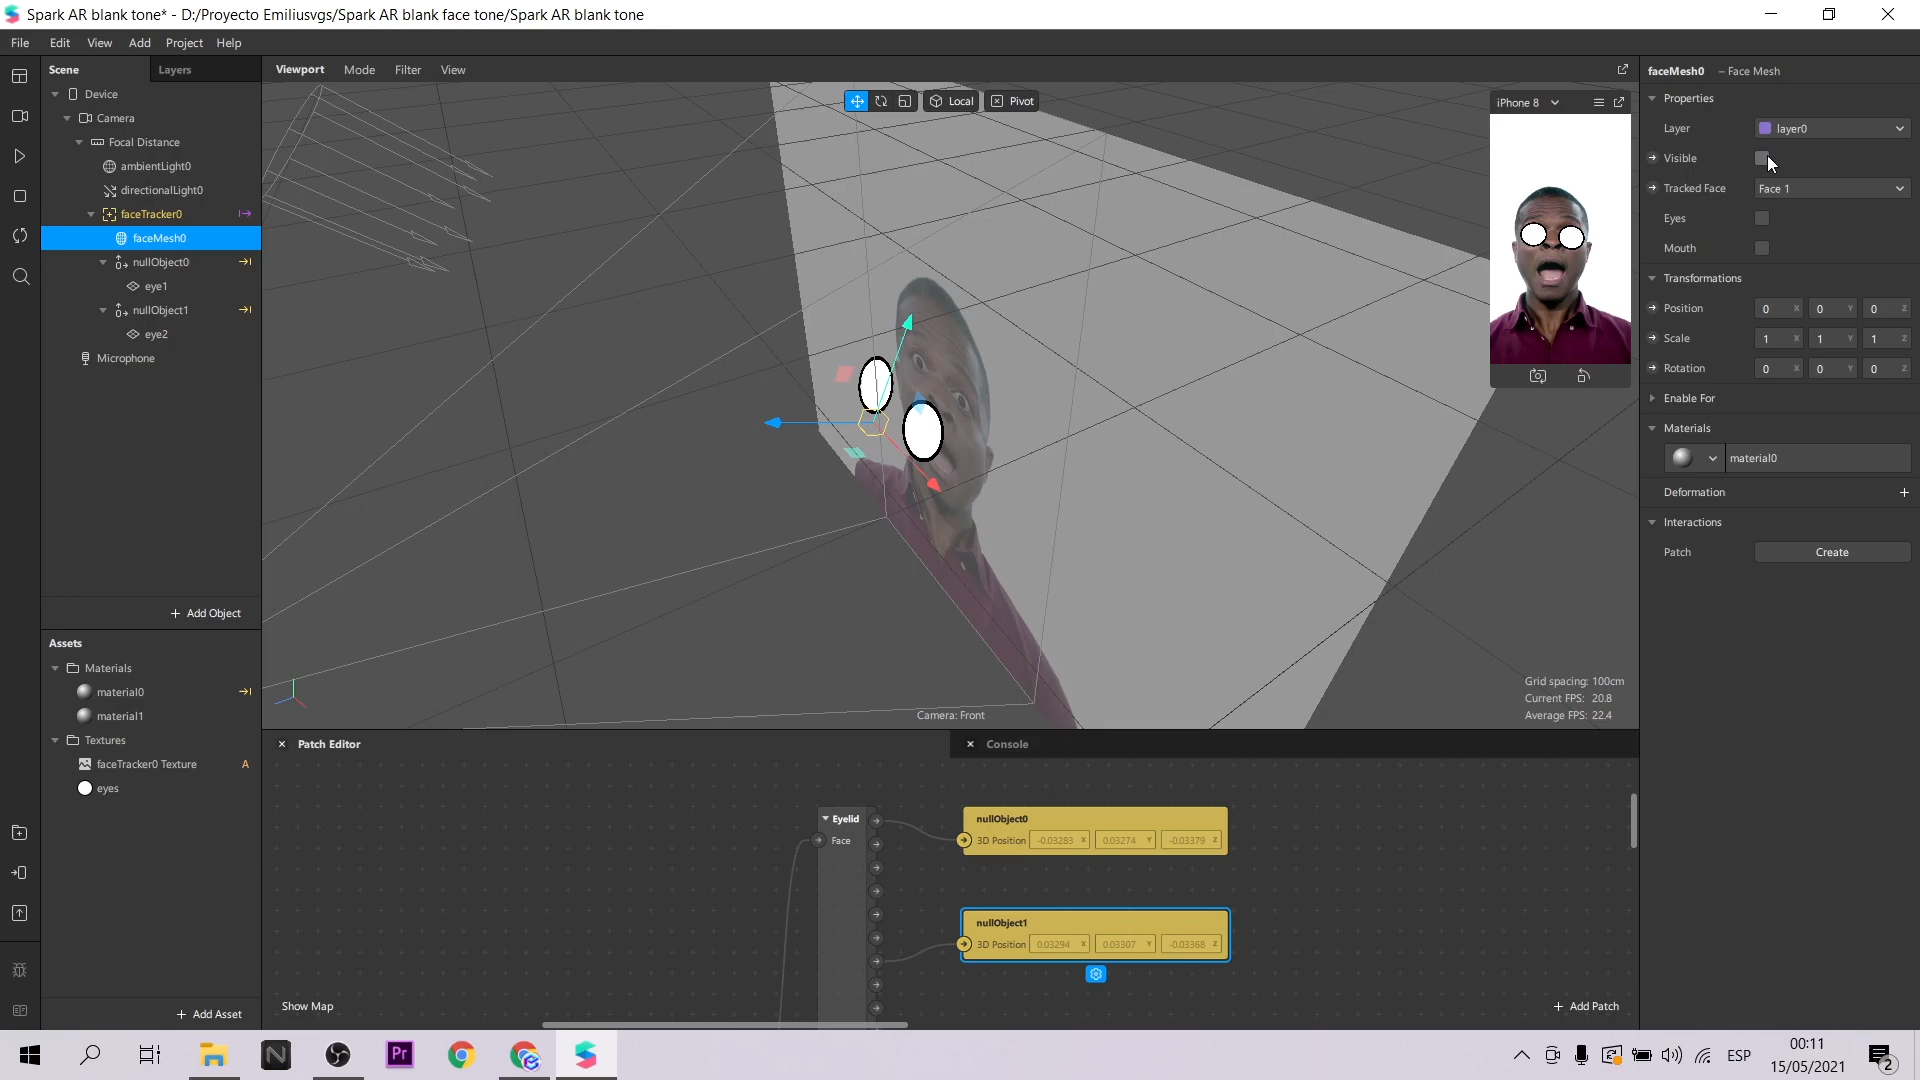 Spark AR blank tone* - D:/Proyecto Emiliusvgs/Spark AR blank face tone/Spark AR blank tone
File Edit View Add Project Help
Scene Layers
Viewport Mode Filter View
faceMesh0 – Face Mesh
Device
Camera
Focal Distance
ambientLight0
directionalLight0
faceTracker0
faceMesh0
nullObject0
eye1
nullObject1
eye2
Microphone
+ Add Object
Assets
Materials
material0
material1
Textures
faceTracker0 Texture A
eyes
+ Add Asset
Local Pivot
iPhone 8
Grid spacing: 100cm
Current FPS: 20.8
Average FPS: 22.4
Camera: Front
Properties
Layer layer0
Visible
Tracked Face Face 1
Eyes
Mouth
Transformations
Position 0 X 0 Y 0 Z
Scale 1 X 1 Y 1 Z
Rotation 0 X 0 Y 0 Z
Enable For
Materials
material0
Deformation +
Interactions
Patch Create
Patch Editor
Console
Eyelid
Face
nullObject0
3D Position -0.03283 X 0.03274 Y -0.03379 Z
nullObject1
3D Position 0.03294 X 0.03307 Y -0.03368 Z
Show Map
+ Add Patch
N
Pr
ESP
00:11
15/05/2021
2